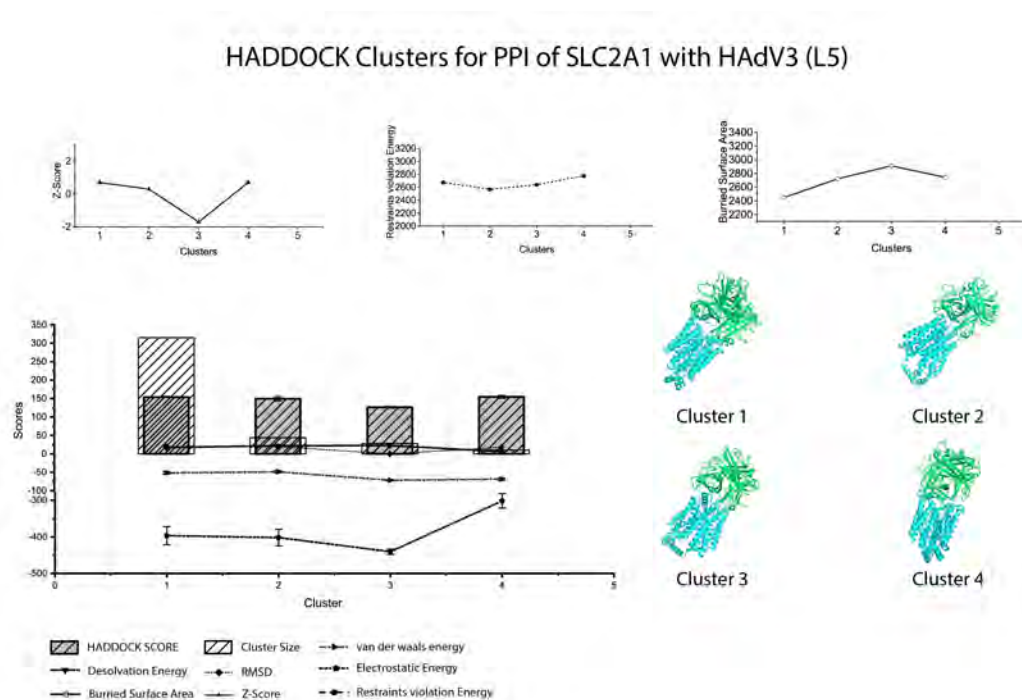 HADDOCK Clusters for PPI of SLC2A1 with HAdV3 (L5)
Z-Score
2
0
-2
1 2 3 4 5
Clusters
Restraints violation Energy
3200
3000
2800
2600
2400
2200
2000
1 2 3 4 5
Clusters
Burried Surface Area
3400
3200
3000
2800
2600
2400
2200
1 2 3 4 5
Clusters
Scores
350
300
250
200
150
100
50
0
-50
-100
-300
-400
-500
0 1 2 3 4 5
Cluster
Cluster 1
Cluster 2
Cluster 3
Cluster 4
HADDOCK SCORE Cluster Size van der waals energy
Desolvation Energy RMSD Electrostatic Energy
Burried Surface Area Z-Score Restraints violation Energy